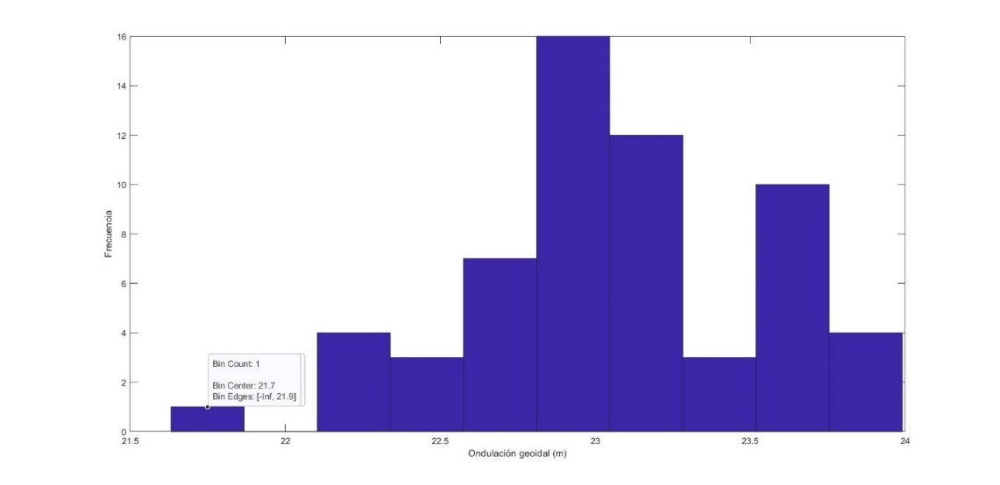 16
14
12
10
8
6
4
2
0
Frecuencia
Bin Count: 1
Bin Center: 21.7
Bin Edges: [-Inf, 21.9]
21.5 22 22.5 23 23.5 24
Ondulación geoidal (m)